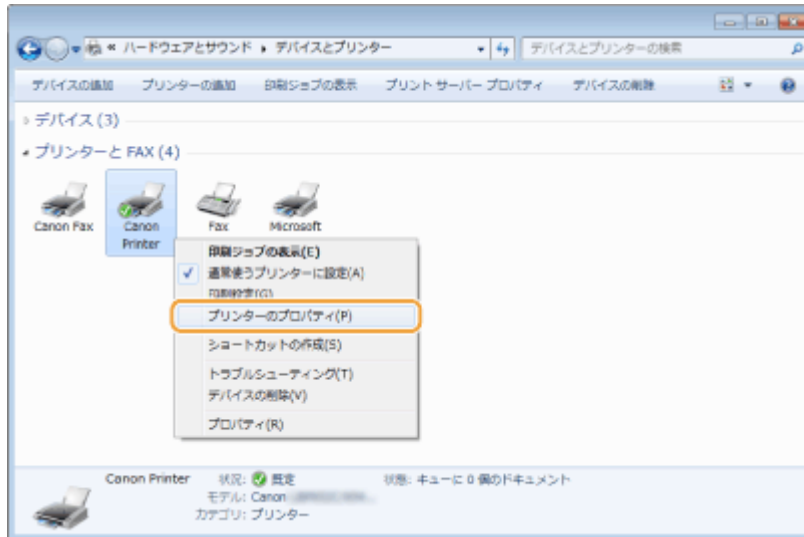 « ハードウェアとサウンド ▸ デバイスとプリンター
デバイスとプリンターの検索
デバイスの追加 プリンターの追加 印刷ジョブの表示 プリント サーバー プロパティ デバイスの削除
デバイス (3)
プリンターと FAX (4)
Canon Fax
Canon Printer
Fax
Microsoft
印刷ジョブの表示(E)
通常使うプリンターに設定(A)
印刷設定(G)
プリンターのプロパティ(P)
ショートカットの作成(S)
トラブルシューティング(T)
デバイスの削除(V)
プロパティ(R)
Canon Printer 状況: 既定 状態: キューに 0 個のドキュメント
モデル: Canon
カテゴリ: プリンター